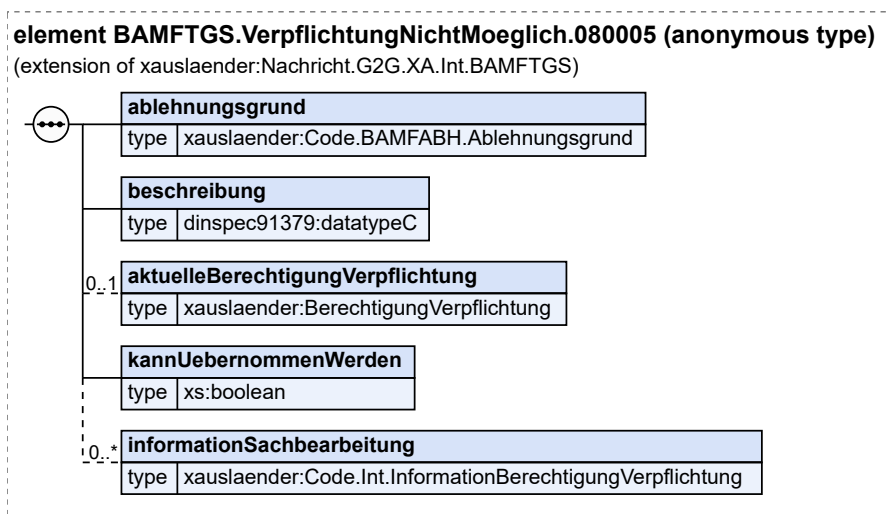 element BAMFTGS.VerpflichtungNichtMoeglich.080005 (anonymous type)
(extension of xauslaender:Nachricht.G2G.XA.Int.BAMFTGS)
ablehnungsgrund
type xauslaender:Code.BAMFABH.Ablehnungsgrund
beschreibung
type dinspec91379:datatypeC
0..1 aktuelleBerechtigungVerpflichtung
type xauslaender:BerechtigungVerpflichtung
kannUebernommenWerden
type xs:boolean
0..* informationSachbearbeitung
type xauslaender:Code.Int.InformationBerechtigungVerpflichtung